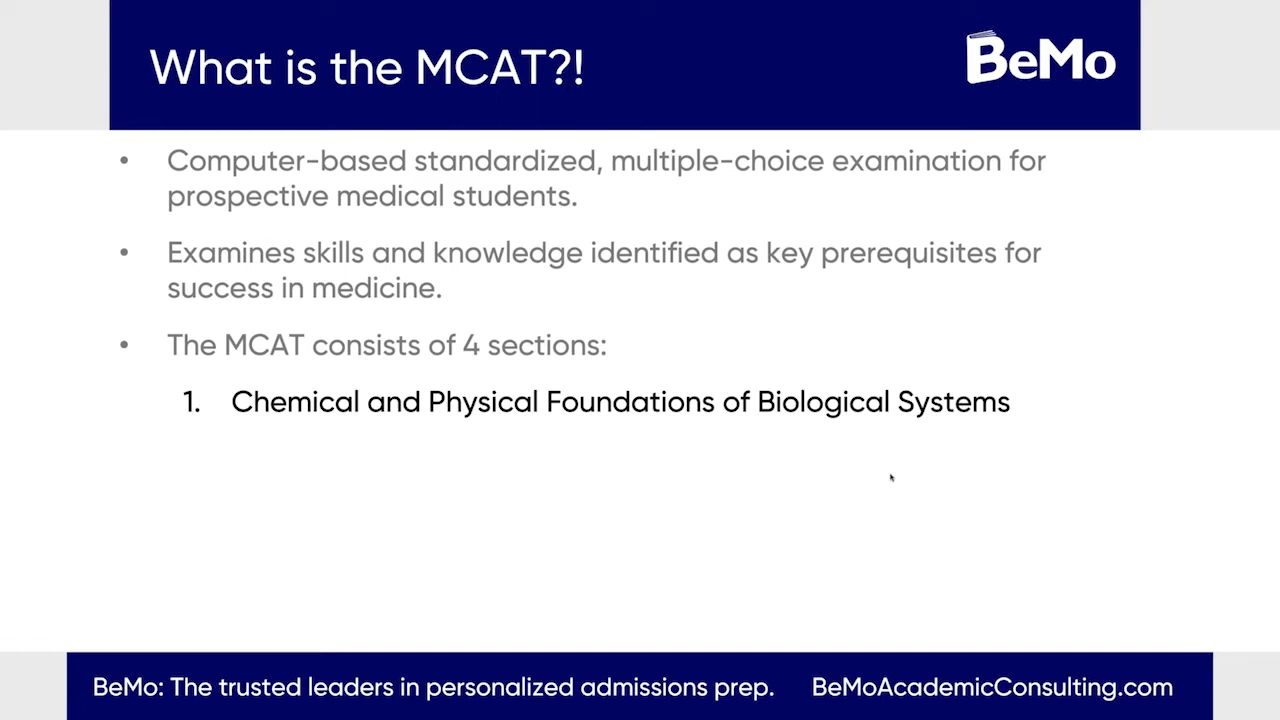 What is the MCAT?!
BeMo
• Computer-based standardized, multiple-choice examination for
prospective medical students.
• Examines skills and knowledge identified as key prerequisites for
success in medicine.
• The MCAT consists of 4 sections:
1. Chemical and Physical Foundations of Biological Systems
BeMo: The trusted leaders in personalized admissions prep. BeMoAcademicConsulting.com